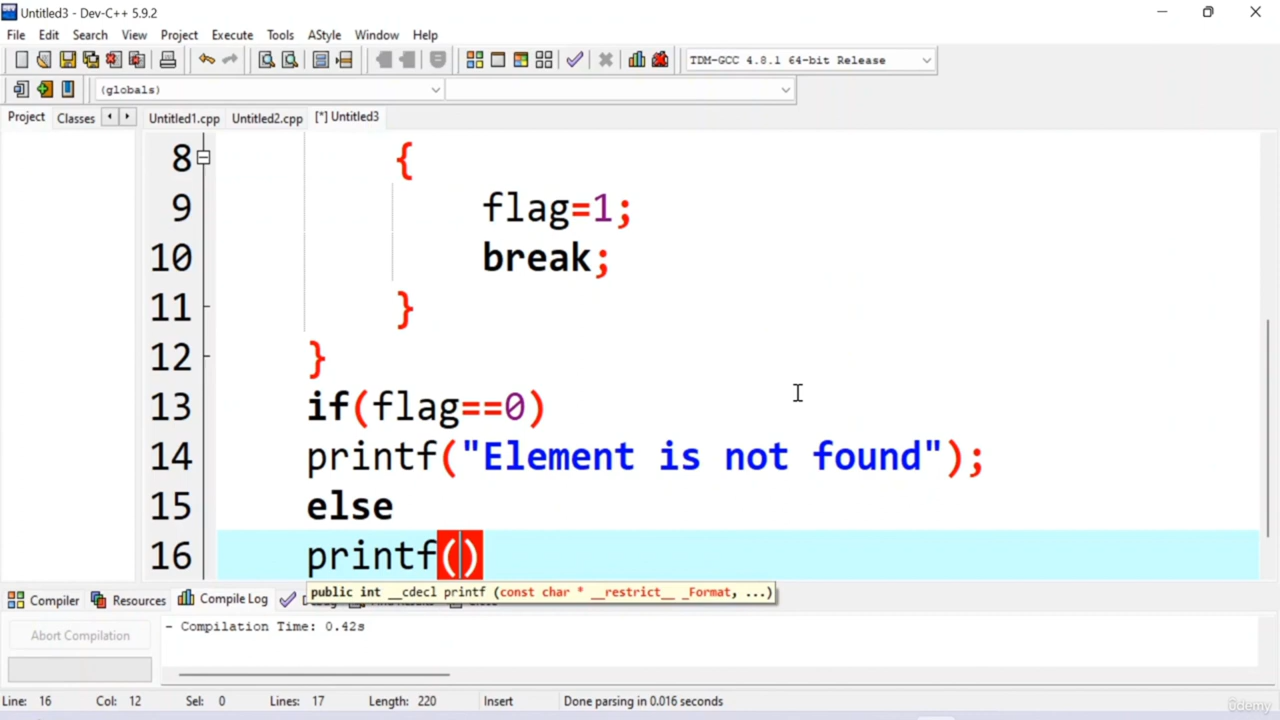 Untitled3 - Dev-C++ 5.9.2
File Edit Search View Project Execute Tools AStyle Window Help
TDM-GCC 4.8.1 64-bit Release
(globals)
Project Classes Untitled1.cpp Untitled2.cpp [*] Untitled3
8 {
9 flag=1;
10 break;
11 }
12 }
13 if(flag==0)
14 printf("Element is not found");
15 else
16 printf()
public int __cdecl printf (const char * __restrict__ _Format, ...)
Compiler Resources Compile Log
- Compilation Time: 0.42s
Abort Compilation
Line: 16 Col: 12 Sel: 0 Lines: 17 Length: 220 Insert Done parsing in 0.016 seconds
ûdemy